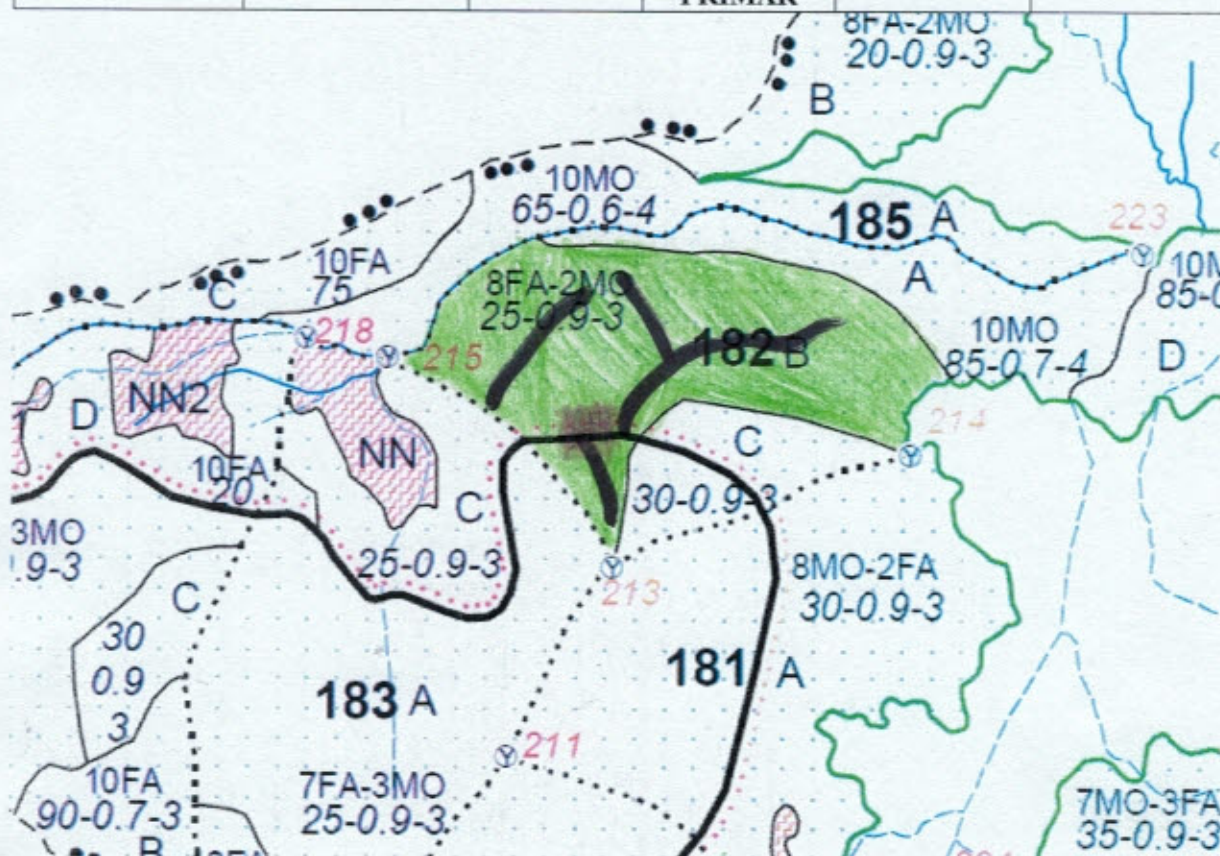 PRIMAR
8FA-2MO
20-0.9-3
B
10MO
65-0.6-4
185 A
223
10FA
75
C
8FA-2MO
25-0.9-3
A
10MO
85-0.7-4
D
218
215
182 B
214
NN2
D
NN
10FA
20
C
C
30-0.9-3
3MO
.9-3
25-0.9-3
213
8MO-2FA
30-0.9-3
C
30
0.9
3
183 A
181 A
211
10FA
90-0.7-3
B
7FA-3MO
25-0.9-3
7MO-3FA
35-0.9-3